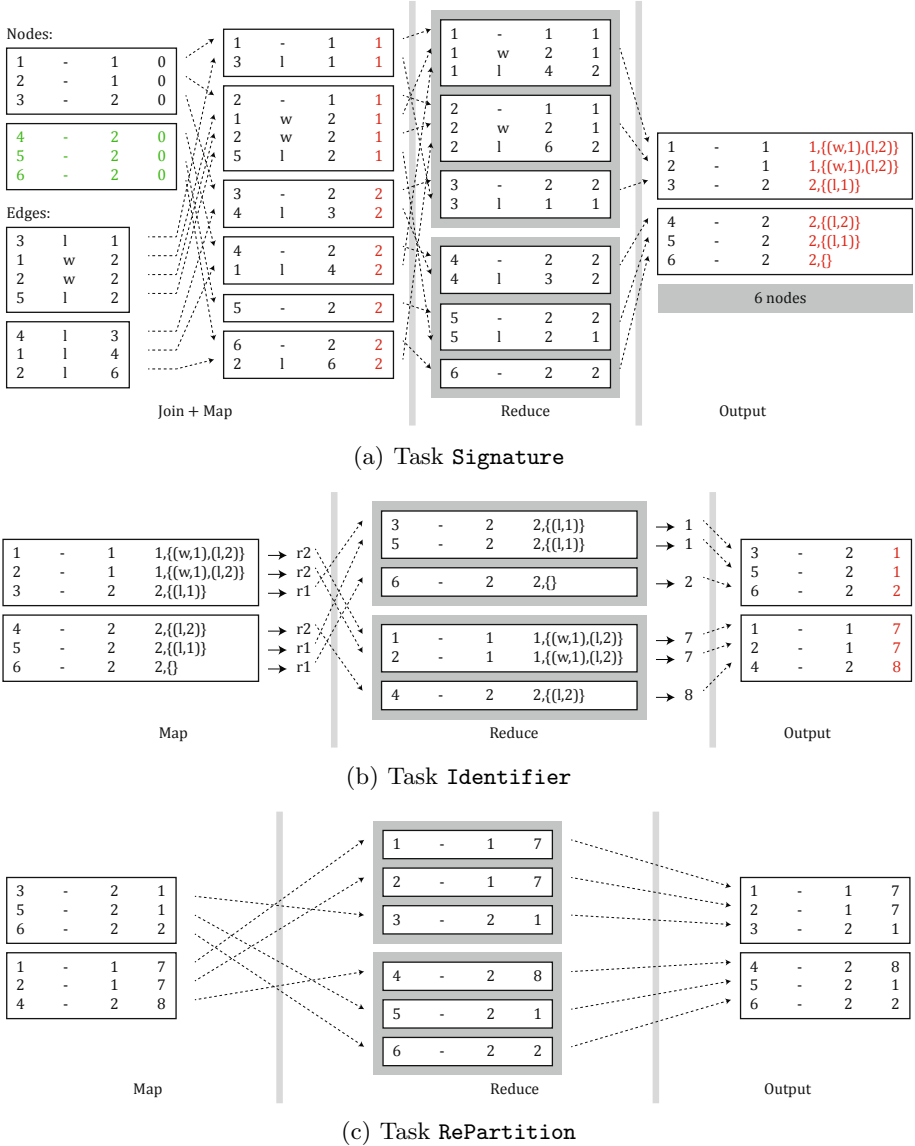 Nodes:
1 - 1 0
2 - 1 0
3 - 2 0
4 - 2 0
5 - 2 0
6 - 2 0
Edges:
3 l 1
1 w 2
2 w 2
5 l 2
4 l 3
1 l 4
2 l 6
1 - 1 1
3 l 1 1
2 - 1 1
1 w 2 1
2 w 2 1
5 l 2 1
3 - 2 2
4 l 3 2
4 - 2 2
1 l 4 2
5 - 2 2
6 - 2 2
2 l 6 2
1 - 1 1
1 w 2 1
1 l 4 2
2 - 1 1
2 w 2 1
2 l 6 2
3 - 2 2
3 l 1 1
4 - 2 2
4 l 3 2
5 - 2 2
5 l 2 1
6 - 2 2
1 - 1 1,{(w,1),(l,2)}
2 - 1 1,{(w,1),(l,2)}
3 - 2 2,{(l,1)}
4 - 2 2,{(l,2)}
5 - 2 2,{(l,1)}
6 - 2 2,{}
6 nodes
Join + Map Reduce Output
(a) Task Signature
1 - 1 1,{(w,1),(l,2)} r2
2 - 1 1,{(w,1),(l,2)} r2
3 - 2 2,{(l,1)} r1
4 - 2 2,{(l,2)} r2
5 - 2 2,{(l,1)} r1
6 - 2 2,{} r1
3 - 2 2,{(l,1)} 1
5 - 2 2,{(l,1)} 1
6 - 2 2,{} 2
1 - 1 1,{(w,1),(l,2)} 7
2 - 1 1,{(w,1),(l,2)} 7
4 - 2 2,{(l,2)} 8
3 - 2 1
5 - 2 1
6 - 2 2
1 - 1 7
2 - 1 7
4 - 2 8
Map Reduce Output
(b) Task Identifier
3 - 2 1
5 - 2 1
6 - 2 2
1 - 1 7
2 - 1 7
4 - 2 8
1 - 1 7
2 - 1 7
3 - 2 1
4 - 2 8
5 - 2 1
6 - 2 2
1 - 1 7
2 - 1 7
3 - 2 1
4 - 2 8
5 - 2 1
6 - 2 2
Map Reduce Output
(c) Task RePartition